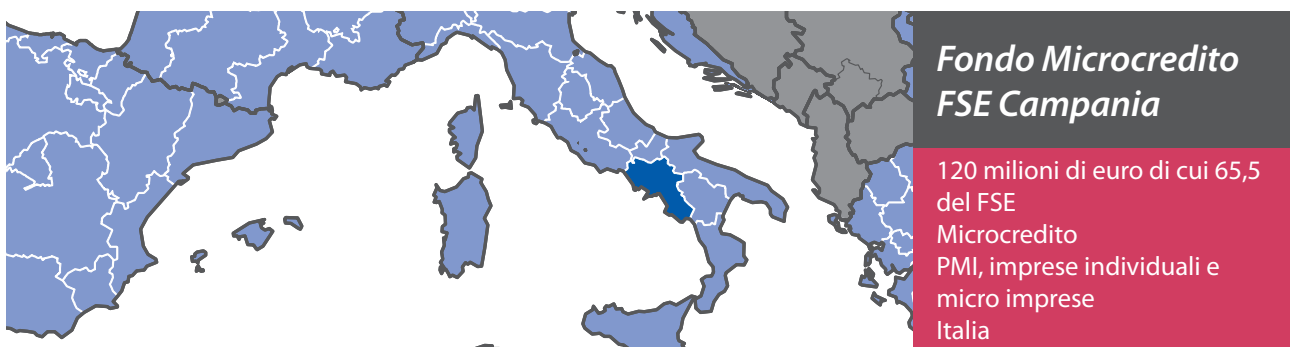 Fondo Microcredito
FSE Campania
120 milioni di euro di cui 65,5
del FSE
Microcredito
PMI, imprese individuali e
micro imprese
Italia